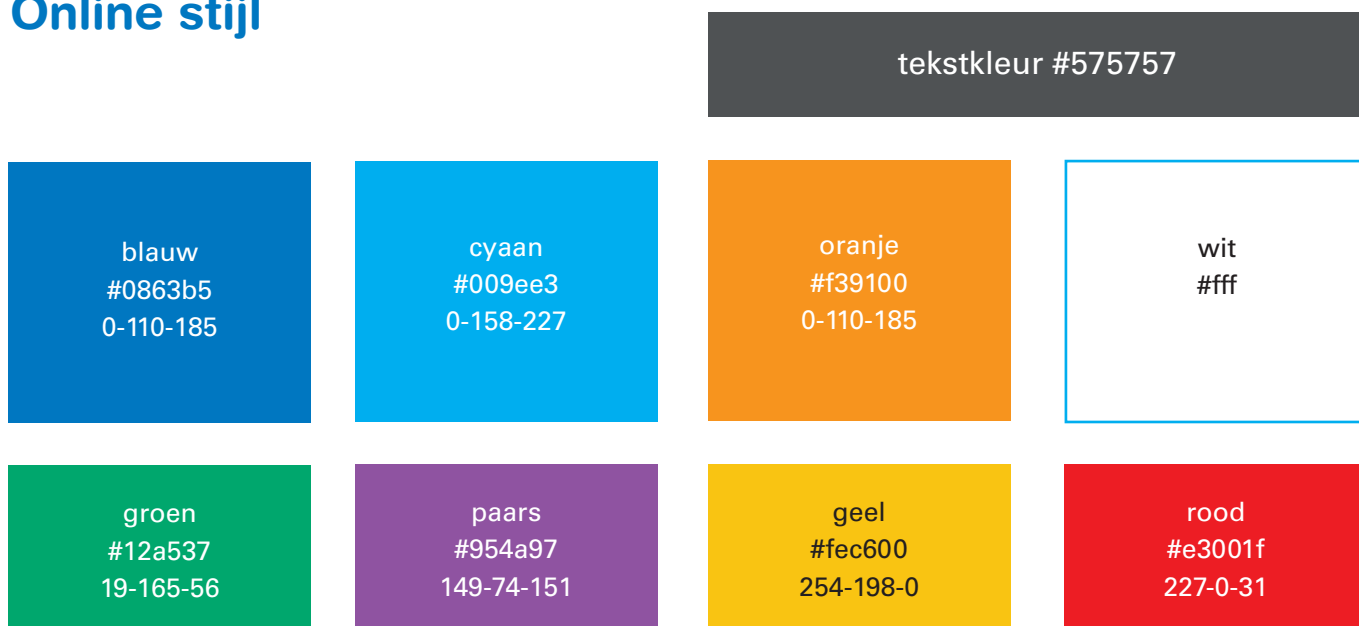 Online stijl
tekstkleur #575757
blauw
#0863b5
0-110-185
cyaan
#009ee3
0-158-227
oranje
#f39100
0-110-185
wit
#fff
groen
#12a537
19-165-56
paars
#954a97
149-74-151
geel
#fec600
254-198-0
rood
#e3001f
227-0-31